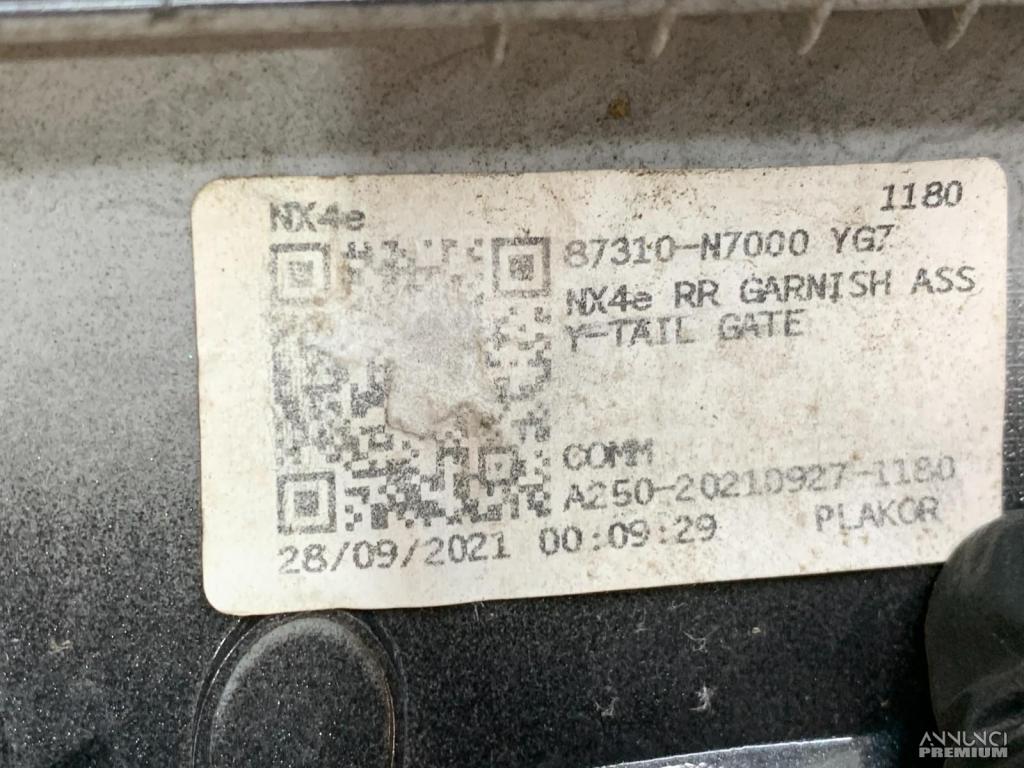 NX4e
1180
87310-N7000 YG7
NX4e RR GARNISH ASS
Y-TAIL GATE
COMM
A250-20210927-1180
28/09/2021 00:09:29
PLAKOR
ANNUNCI
PREMIUM